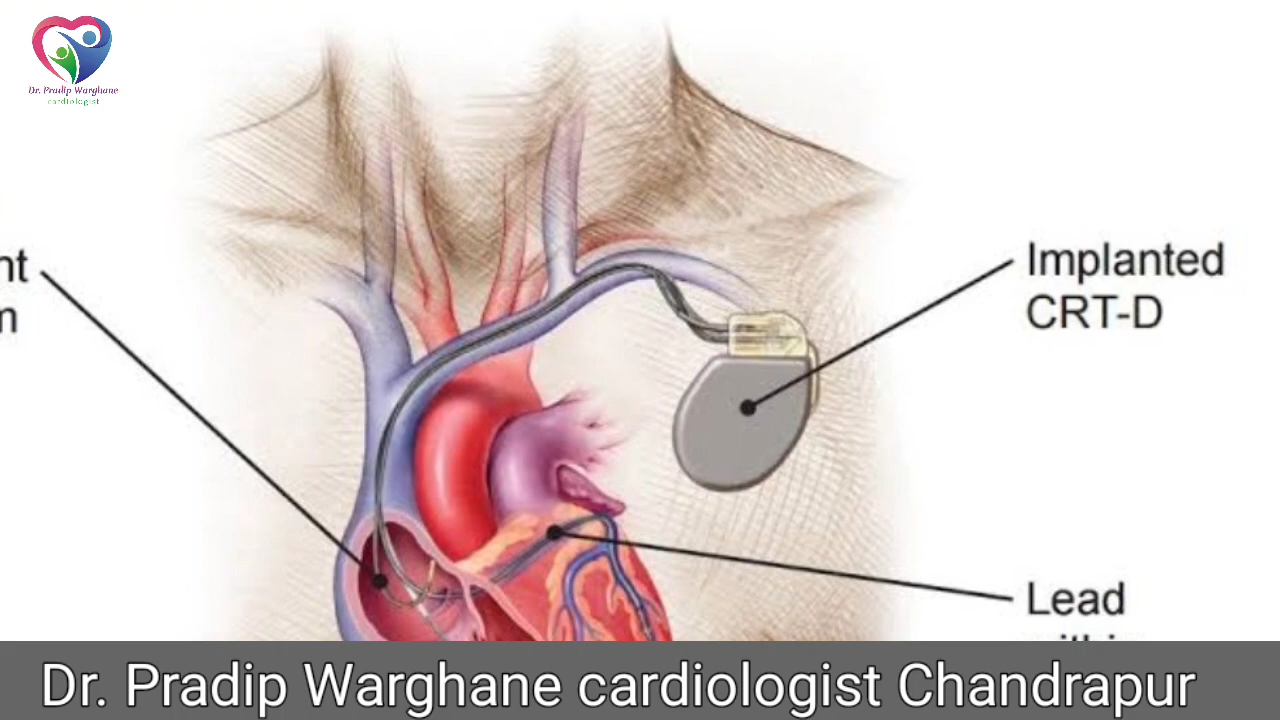 Dr. Pradip Warghane
cardiologist
Implanted
CRT-D
Lead
Dr. Pradip Warghane cardiologist Chandrapur